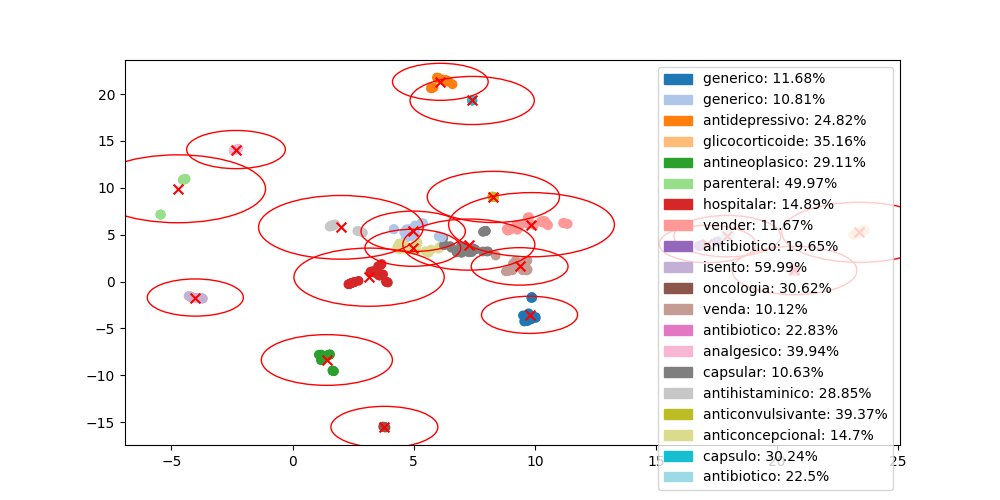 20
15
10
5
0
−5
−10
−15
−5
0
5
10
15
20
25
generico: 11.68%
generico: 10.81%
antidepressivo: 24.82%
glicocorticoide: 35.16%
antineoplasico: 29.11%
parenteral: 49.97%
hospitalar: 14.89%
vender: 11.67%
antibiotico: 19.65%
isento: 59.99%
oncologia: 30.62%
venda: 10.12%
antibiotico: 22.83%
analgesico: 39.94%
capsular: 10.63%
antihistaminico: 28.85%
anticonvulsivante: 39.37%
anticoncepcional: 14.7%
capsulo: 30.24%
antibiotico: 22.5%